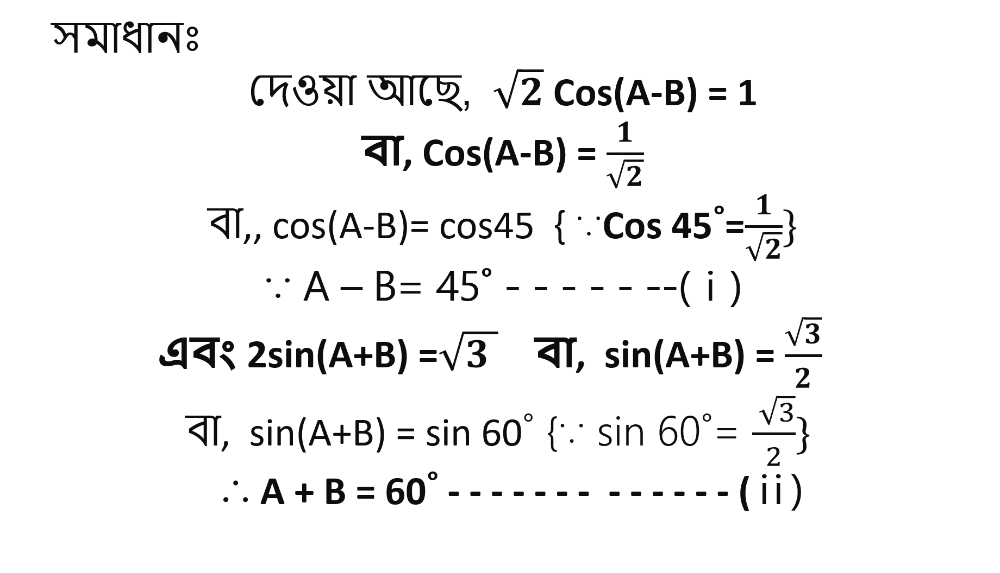 সমাধানঃ
দেওয়া আছে, √2 Cos(A-B) = 1
বা, Cos(A-B) = 1/√2
বা,, cos(A-B)= cos45 { ∵Cos 45˚=1/√2}
∵ A – B= 45˚ - - - - - --( i )
এবং 2sin(A+B) =√3 বা, sin(A+B) = √3/2
বা, sin(A+B) = sin 60˚ {∵ sin 60˚= √3/2}
∴ A + B = 60˚ - - - - - - - - - - - - - ( ii )